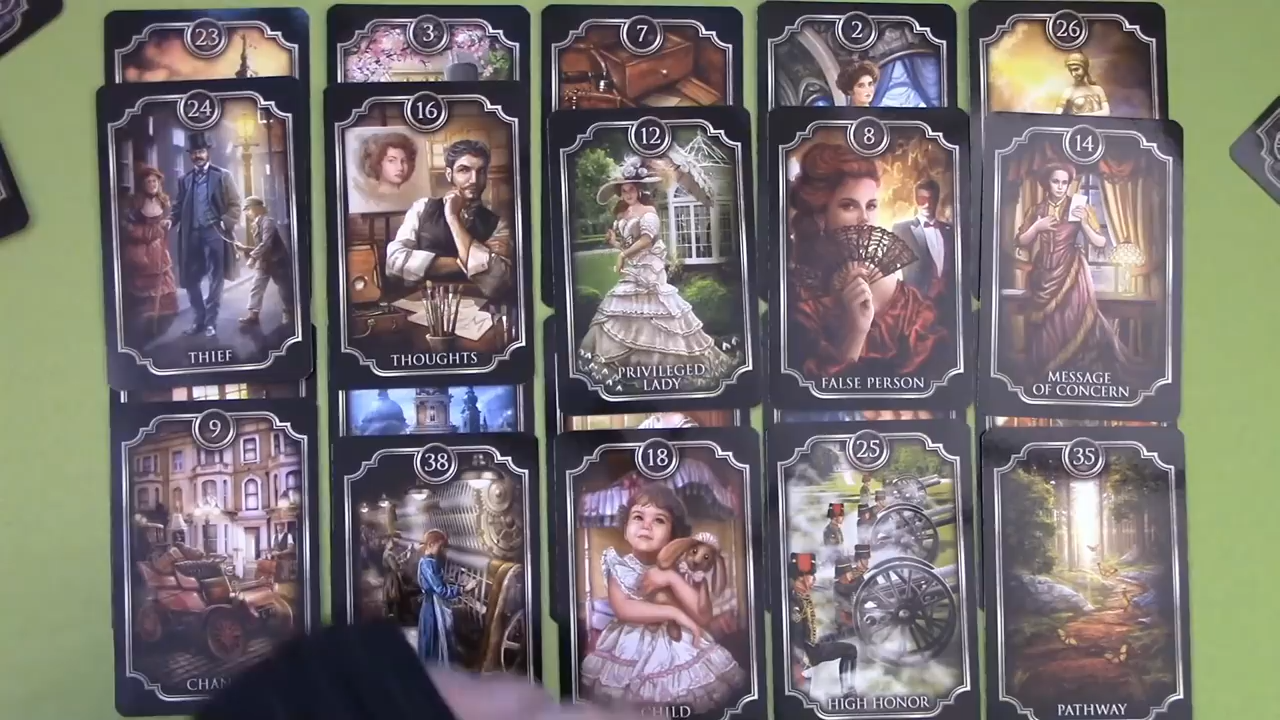 23
3
7
2
26
24
THIEF
16
THOUGHTS
12
PRIVILEGED
LADY
8
FALSE PERSON
14
MESSAGE
OF CONCERN
9
38
18
CHILD
25
HIGH HONOR
35
PATHWAY